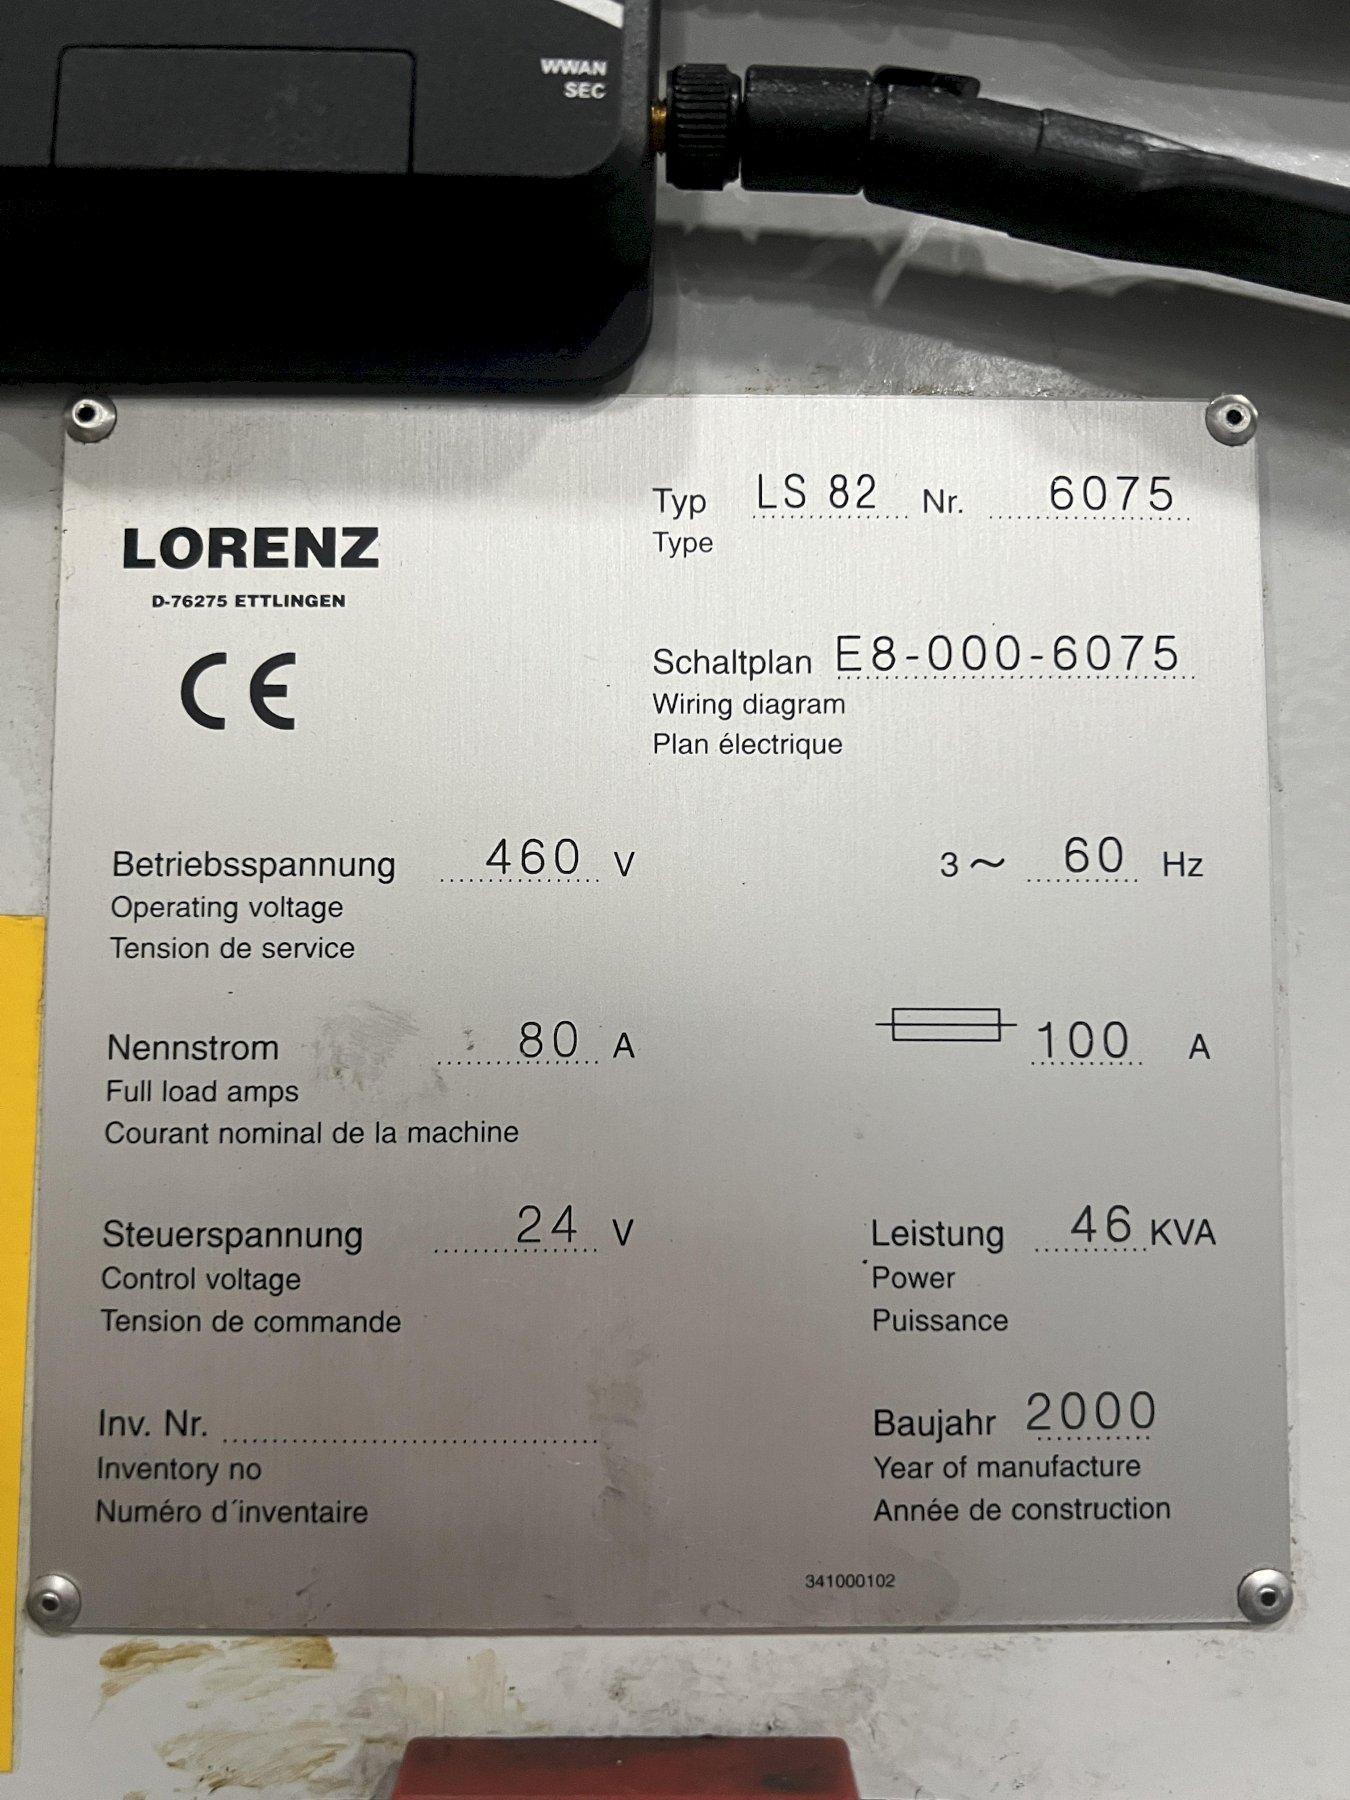 WWAN
SEC
LORENZ
D-76275 ETTLINGEN
CE
Typ LS 82 Nr. 6075
Type
Schaltplan E8-000-6075
Wiring diagram
Plan électrique
Betriebsspannung 460 V 3~ 60 Hz
Operating voltage
Tension de service
Nennstrom 80 A 100 A
Full load amps
Courant nominal de la machine
Steuerspannung 24 V Leistung 46 KVA
Control voltage Power
Tension de commande Puissance
Inv. Nr. Baujahr 2000
Inventory no Year of manufacture
Numéro d´inventaire Année de construction
341000102